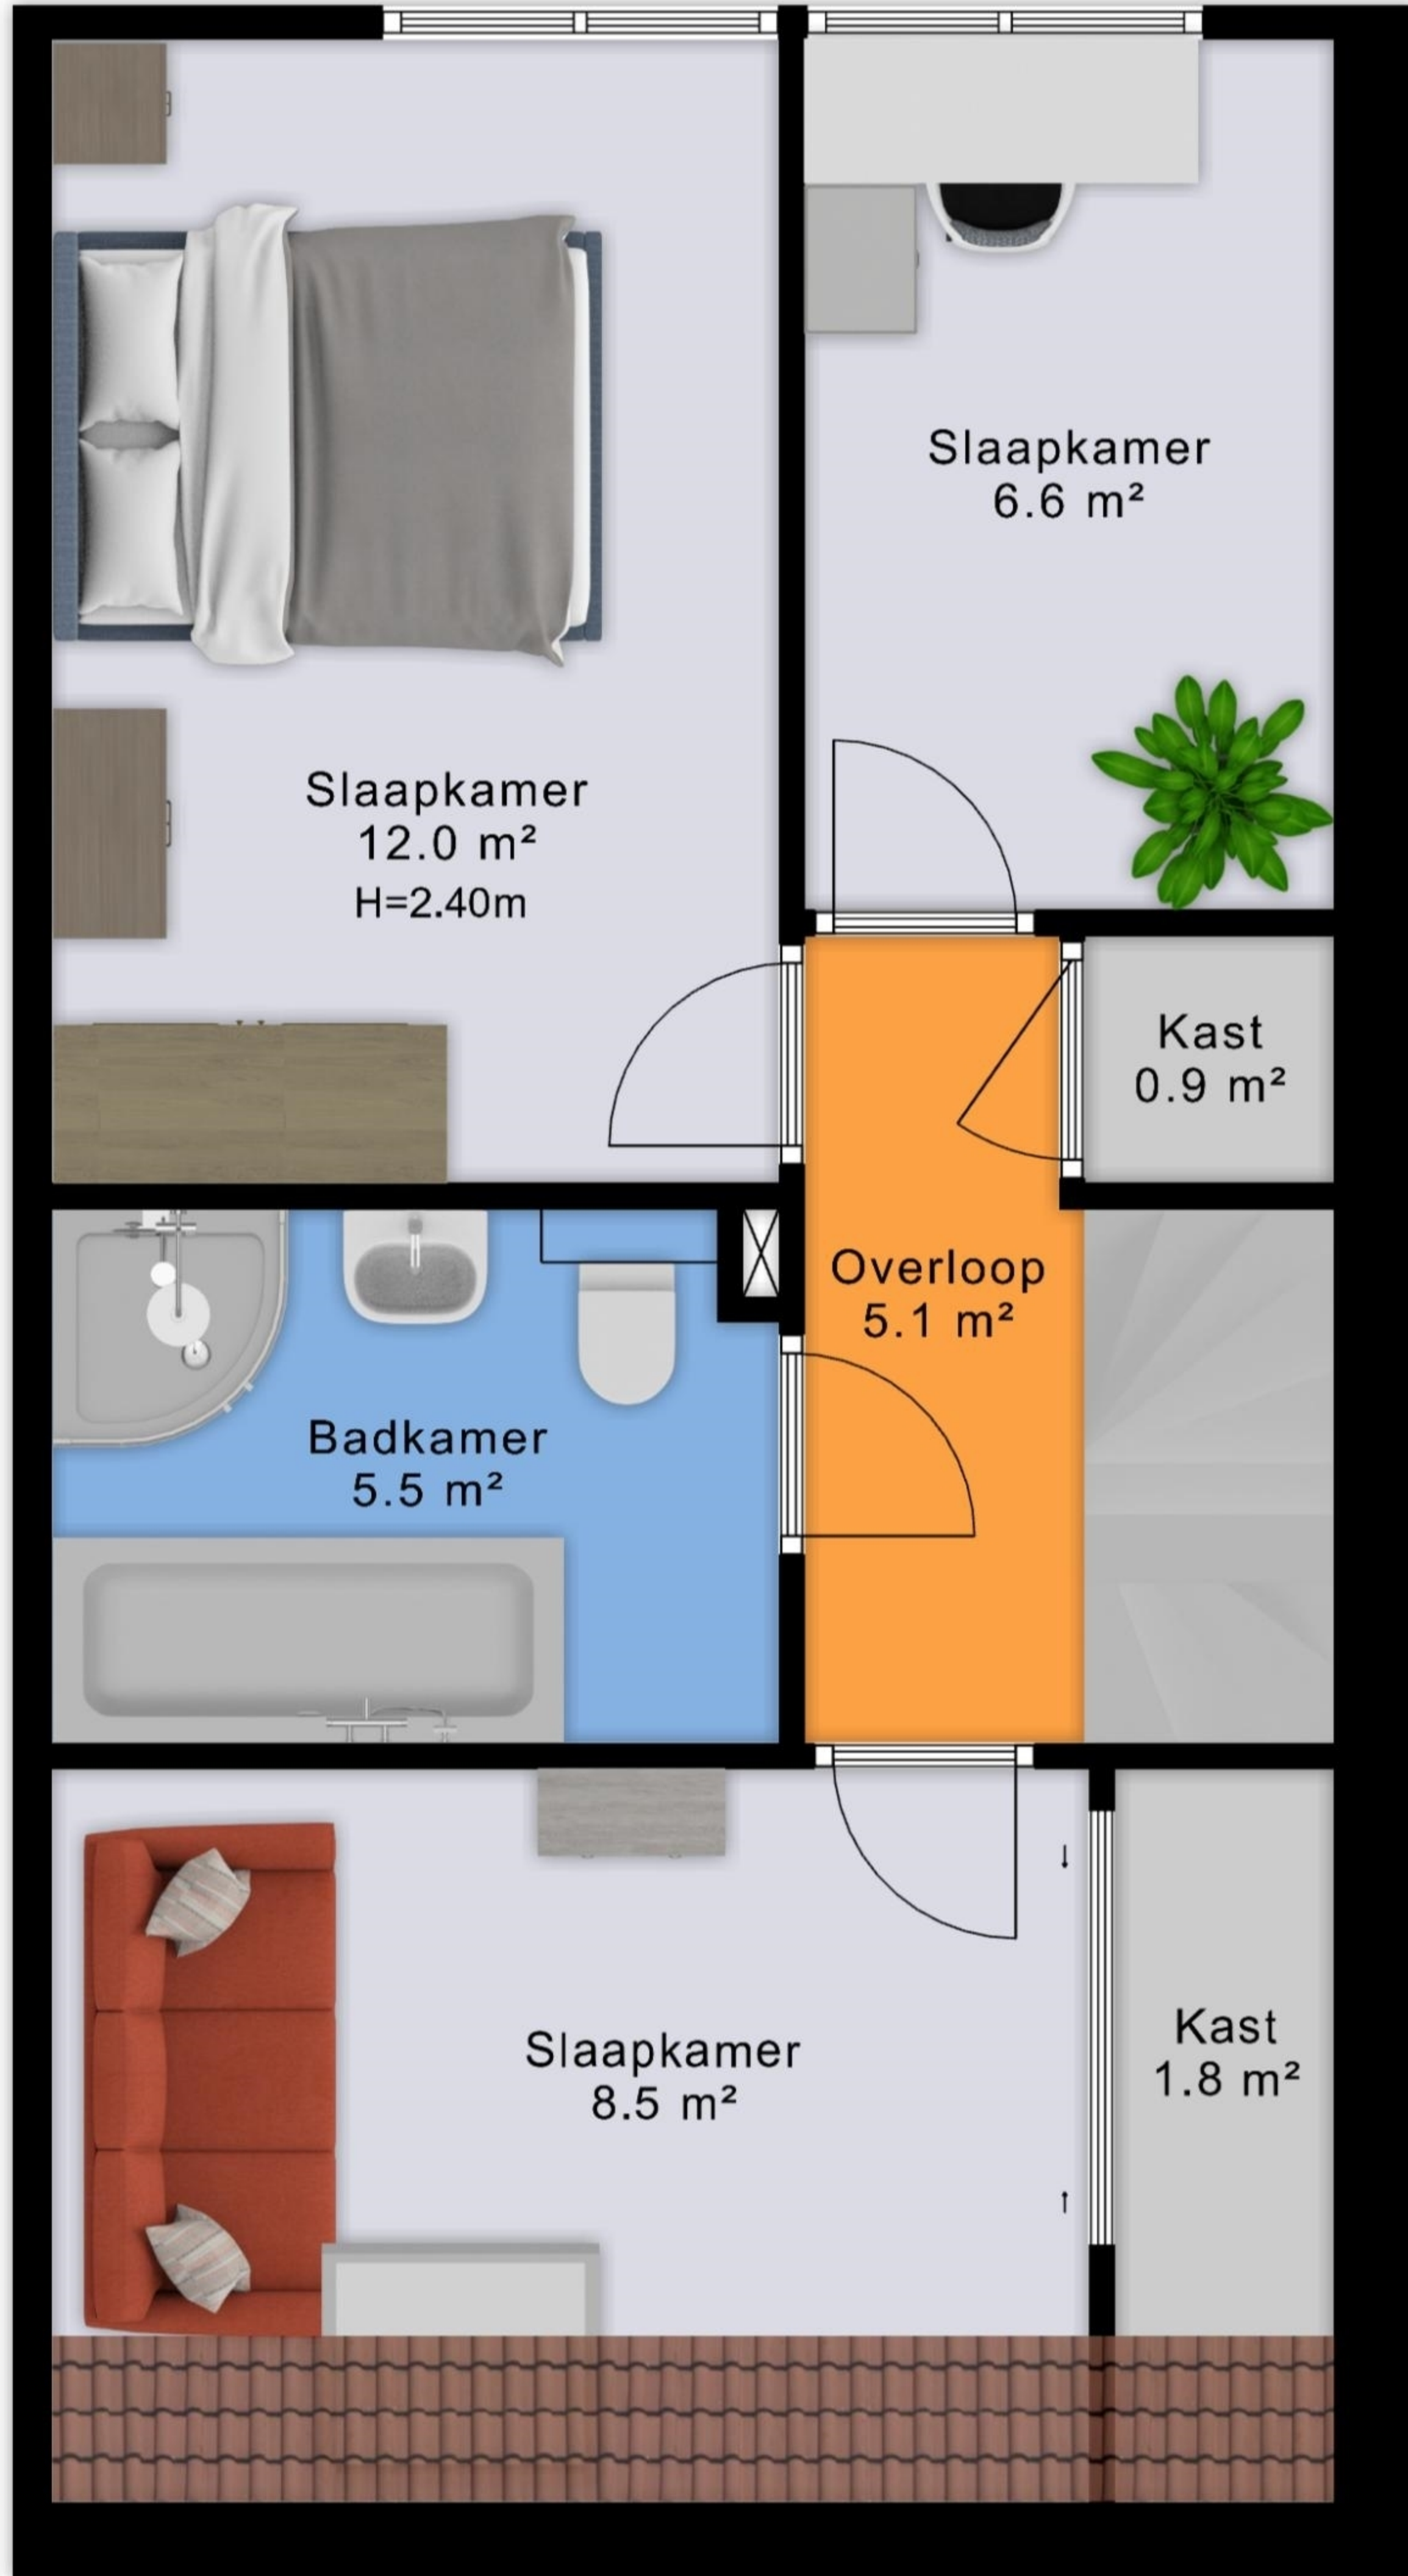 Slaapkamer
6.6 m²
Slaapkamer
12.0 m²
H=2.40m
Kast
0.9 m²
Overloop
5.1 m²
Badkamer
5.5 m²
Slaapkamer
8.5 m²
Kast
1.8 m²